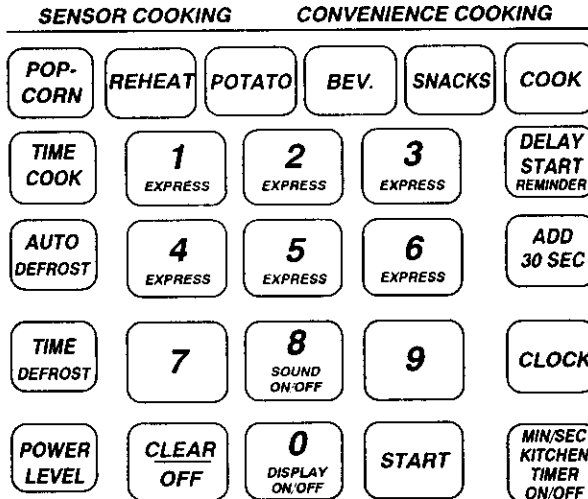 SENSOR COOKING CONVENIENCE COOKING
POP-
CORN
REHEAT
POTATO
BEV.
SNACKS
COOK
TIME
COOK
1
EXPRESS
2
EXPRESS
3
EXPRESS
DELAY
START
REMINDER
AUTO
DEFROST
4
EXPRESS
5
EXPRESS
6
EXPRESS
ADD
30 SEC
TIME
DEFROST
7
8
SOUND
ON/OFF
9
CLOCK
POWER
LEVEL
CLEAR
OFF
0
DISPLAY
ON/OFF
START
MIN/SEC
KITCHEN
TIMER
ON/OFF